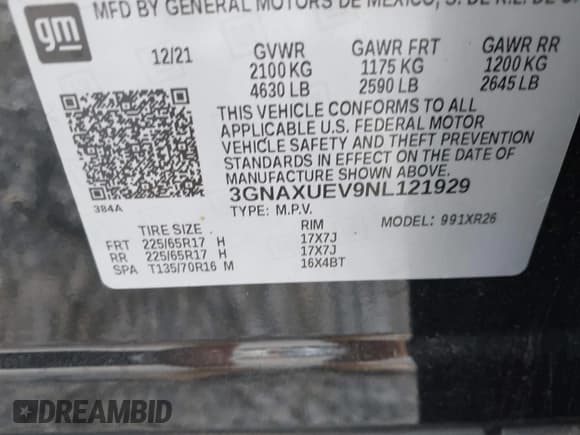 MFD BY GENERAL MOTORS DE MEXICO, S. DE R.L. DE
gm
12/21 GVWR GAWR FRT GAWR RR
2100 KG 1175 KG 1200 KG
4630 LB 2590 LB 2645 LB
THIS VEHICLE CONFORMS TO ALL
APPLICABLE U.S. FEDERAL MOTOR
VEHICLE SAFETY AND THEFT PREVENTION
STANDARDS IN EFFECT ON THE DATE OF
MANUFACTURE SHOWN ABOVE.
3GNAXUEV9NL121929
384A TYPE: M.P.V. MODEL: 991XR26
TIRE SIZE RIM
FRT 225/65R17 H 17X7J
RR 225/65R17 H 17X7J
SPA T135/70R16 M 16X4BT
DREAMBID